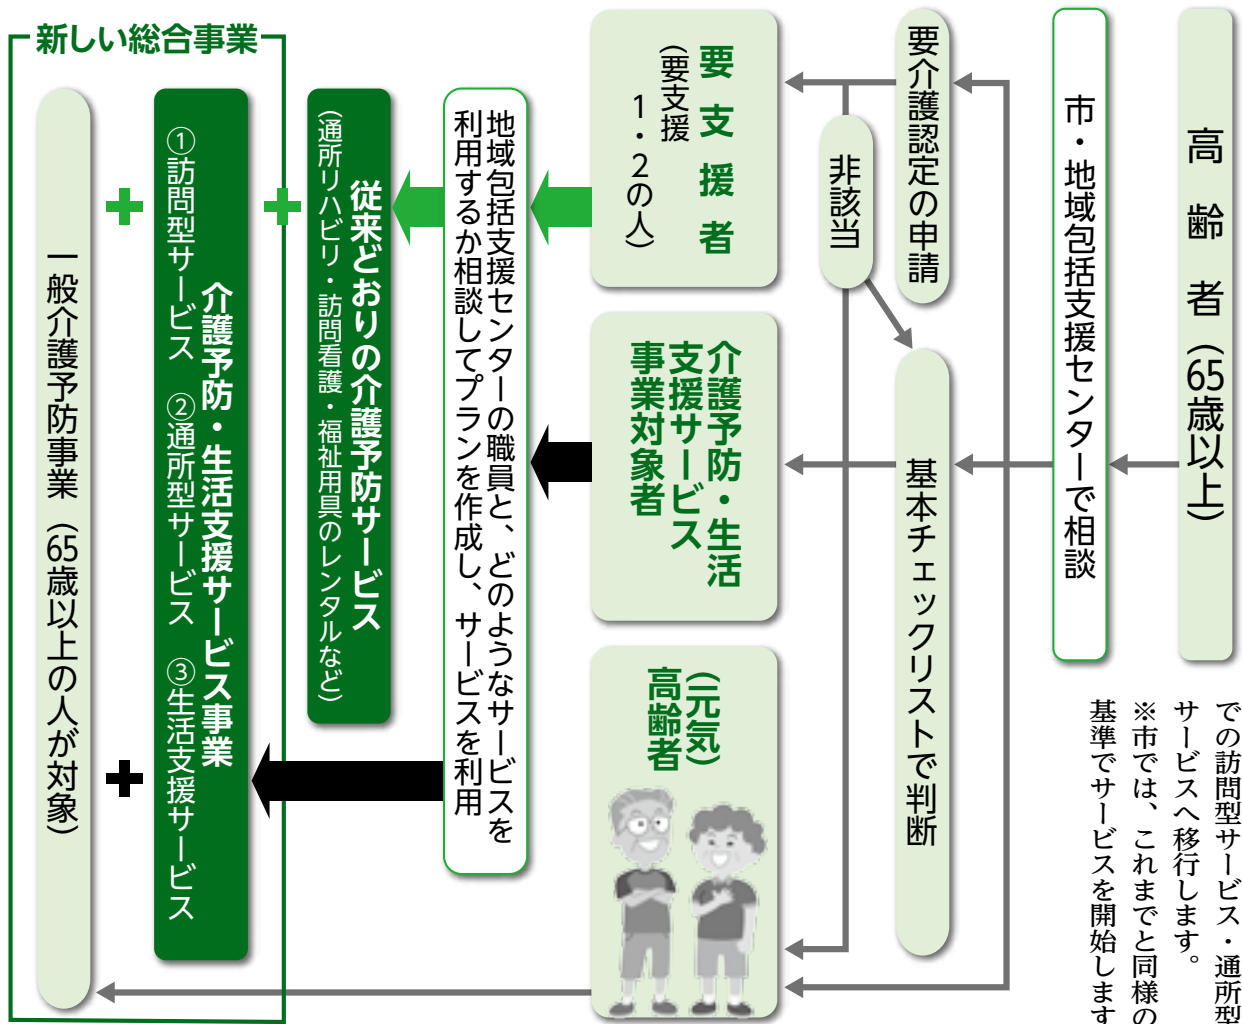 高齢者（65歳以上）
市・地域包括支援センターで相談
要介護認定の申請
非該当
基本チェックリストで判断
要支援者
（要支援
1・2の人）
介護予防・生活
支援サービス
事業対象者
（元気）
高齢者
地域包括支援センターの職員と、どのようなサービスを
利用するか相談してプランを作成し、サービスを利用
従来どおりの介護予防サービス
（通所リハビリ・訪問看護・福祉用具のレンタルなど）
新しい総合事業
介護予防・生活支援サービス事業
①訪問型サービス　②通所型サービス　③生活支援サービス
一般介護予防事業（65歳以上の人が対象）
での訪問型サービス・通所型
サービスへ移行します。
※市では、これまでと同様の
基準でサービスを開始します